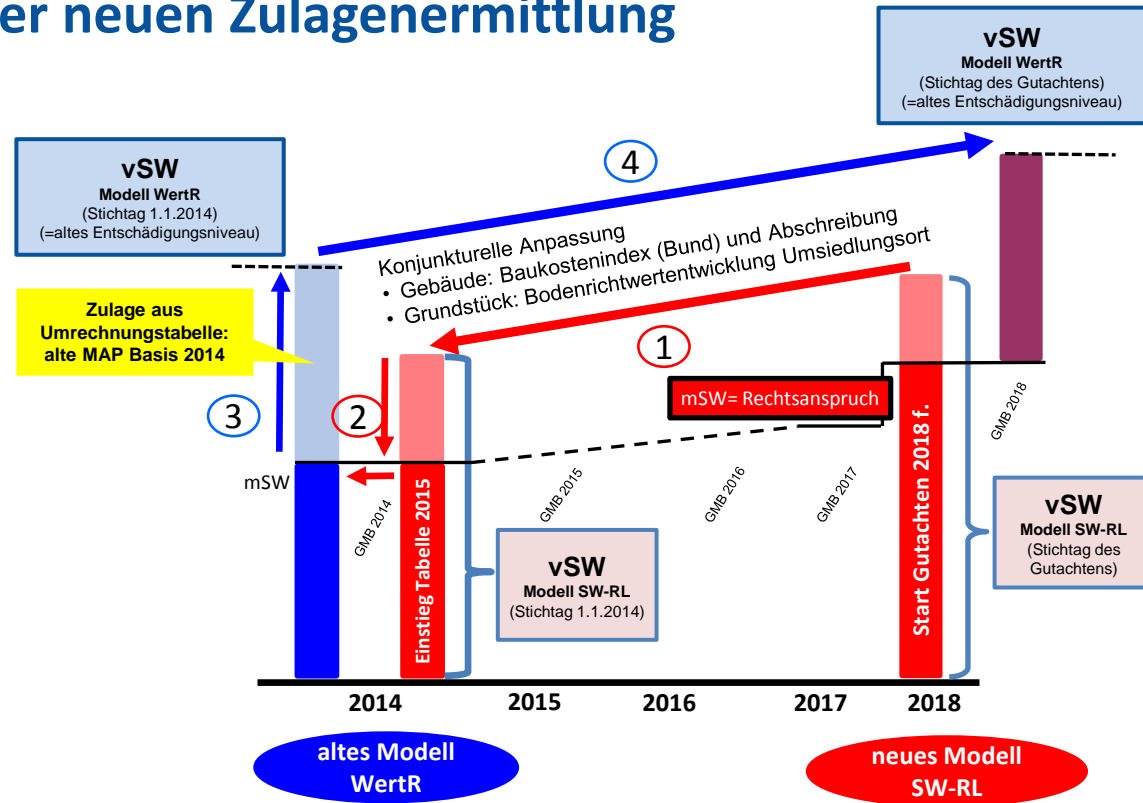 er neuen Zulagenermittlung
vSW
Modell WertR
(Stichtag des Gutachtens)
(=altes Entschädigungsniveau)
vSW
Modell WertR
(Stichtag 1.1.2014)
(=altes Entschädigungsniveau)
4
Konjunkturelle Anpassung
• Gebäude: Baukostenindex (Bund) und Abschreibung
• Grundstück: Bodenrichtwertentwicklung Umsiedlungsort
Zulage aus
Umrechnungstabelle:
alte MAP Basis 2014
1
3
2
mSW= Rechtsanspruch
mSW
GMB 2014
GMB 2015
GMB 2016
GMB 2017
GMB 2018
Einstieg Tabelle 2015
vSW
Modell SW-RL
(Stichtag 1.1.2014)
Start Gutachten 2018 f.
vSW
Modell SW-RL
(Stichtag des
Gutachtens)
2014 2015 2016 2017 2018
altes Modell
WertR
neues Modell
SW-RL